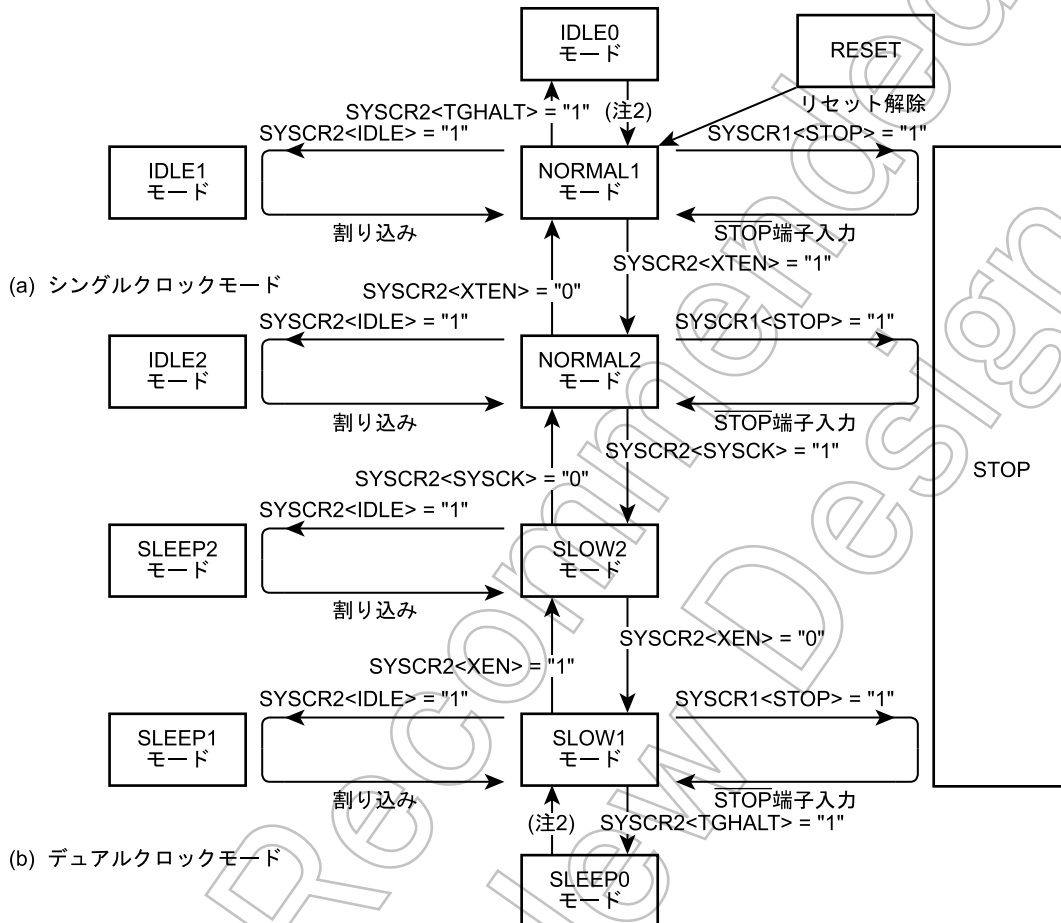 IDLE0
モード
RESET
リセット解除
SYSCR2<TGHALT> = "1"
(注2)
SYSCR2<IDLE> = "1"
SYSCR1<STOP> = "1"
IDLE1
モード
NORMAL1
モード
割り込み
STOP端子入力
SYSCR2<XTEN> = "1"
(a) シングルクロックモード
SYSCR2<XTEN> = "0"
SYSCR2<IDLE> = "1"
SYSCR1<STOP> = "1"
IDLE2
モード
NORMAL2
モード
割り込み
STOP端子入力
SYSCR2<SYSCK> = "1"
STOP
SYSCR2<SYSCK> = "0"
SYSCR2<IDLE> = "1"
SLEEP2
モード
SLOW2
モード
割り込み
SYSCR2<XEN> = "0"
SYSCR2<XEN> = "1"
SYSCR2<IDLE> = "1"
SYSCR1<STOP> = "1"
SLEEP1
モード
SLOW1
モード
割り込み
STOP端子入力
(注2)
SYSCR2<TGHALT> = "1"
(b) デュアルクロックモード
SLEEP0
モード
Recommended
Design